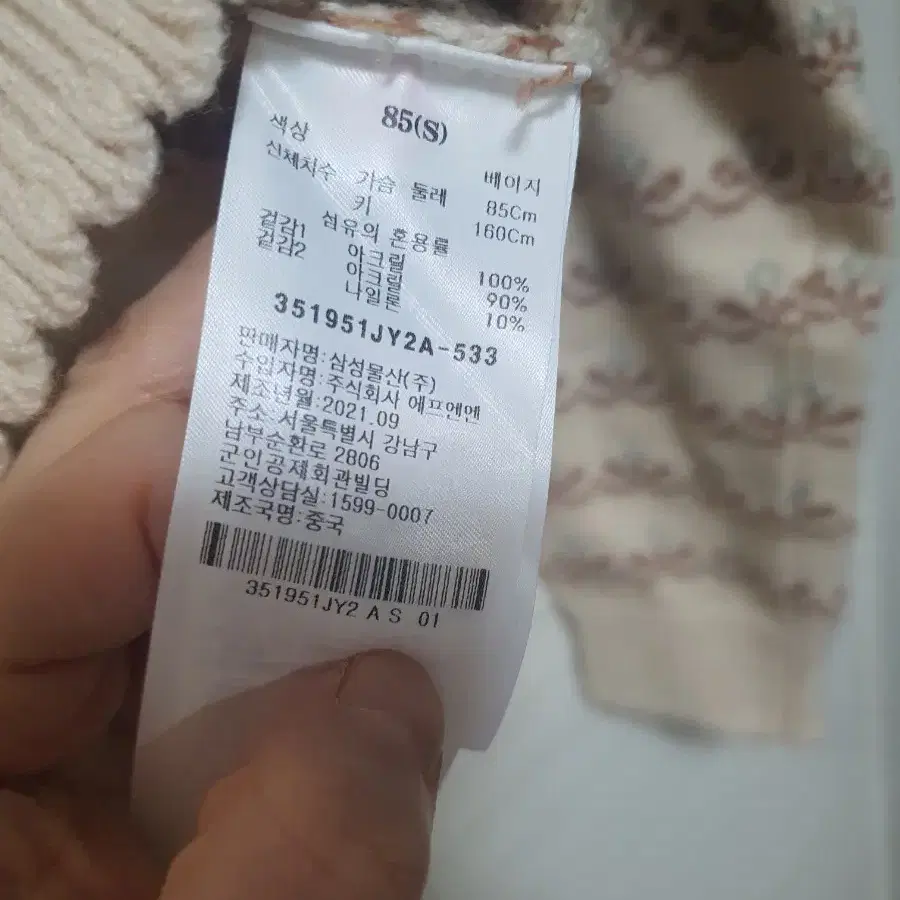 85(S)
색상 베이지
신체치수 가슴 둘레 85Cm
키 160Cm
섬유의 혼용률
겉감1 아크릴 100%
겉감2 아크릴 90%
나일론 10%
351951JY2A-533
판매자명:삼성물산(주)
수입자명:주식회사 에프엔엔
제조년월:2021.09
주소:서울특별시 강남구
남부순환로 2806
군인공제회관빌딩
고객상담실:1599-0007
제조국명:중국
351951JY2 A S 01